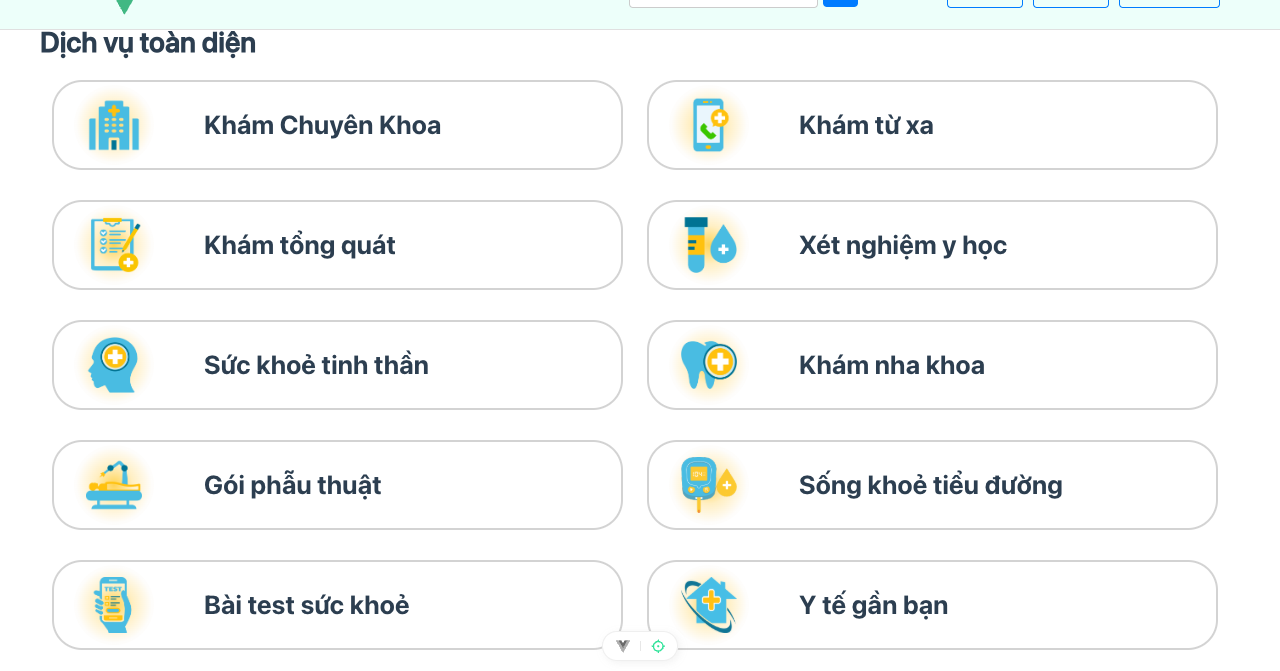 Dịch vụ toàn diện
Khám Chuyên Khoa
Khám từ xa
Khám tổng quát
Xét nghiệm y học
Sức khoẻ tinh thần
Khám nha khoa
Gói phẫu thuật
Sống khoẻ tiểu đường
TEST
Bài test sức khoẻ
Y tế gần bạn